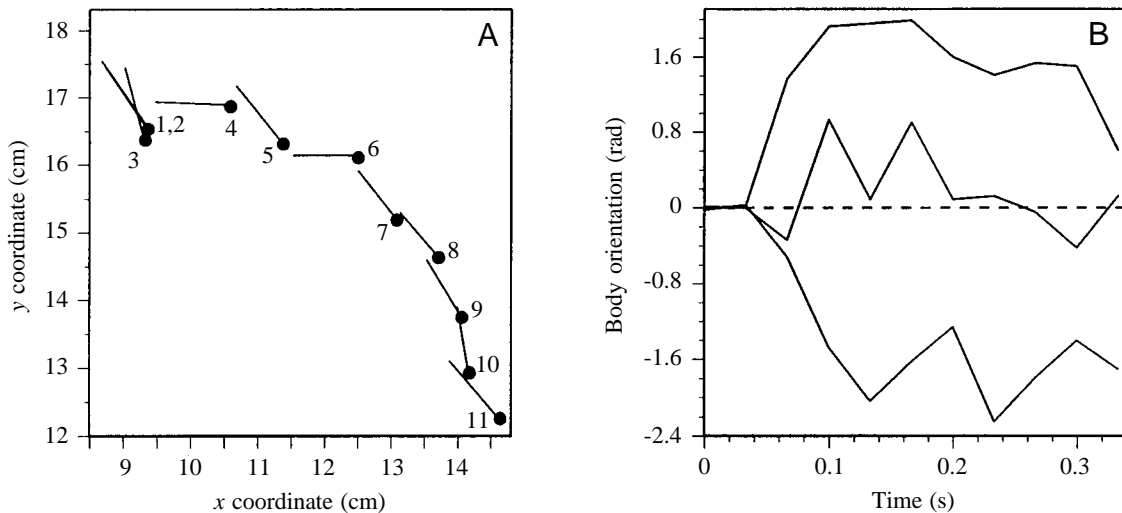 A
18
17
16
15
14
13
12
9 10 11 12 13 14
y coordinate (cm)
x coordinate (cm)
1,2
3
4
5
6
7
8
9
10
11
B
1.6
0.8
0
-0.8
-1.6
-2.4
0 0.1 0.2 0.3
Body orientation (rad)
Time (s)